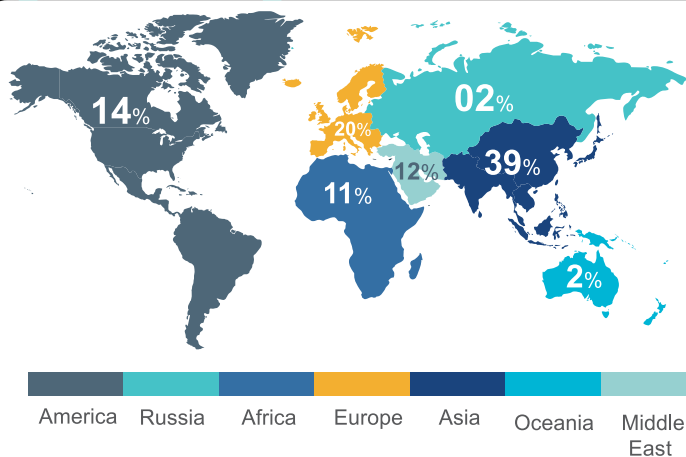 14%
02%
20%
39%
12%
11%
2%
America
Russia
Africa
Europe
Asia
Oceania
Middle
East